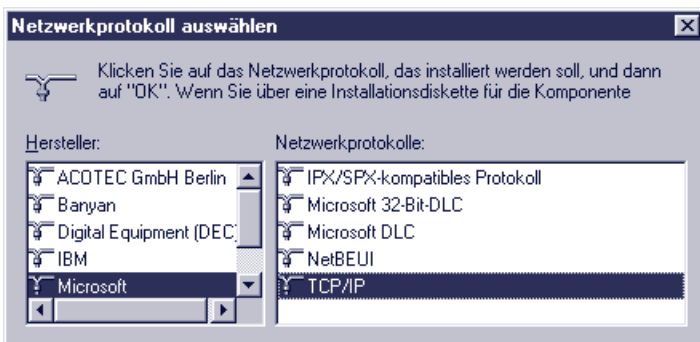 Netzwerkprotokoll auswählen
Klicken Sie auf das Netzwerkprotokoll, das installiert werden soll, und dann
auf "OK". Wenn Sie über eine Installationsdiskette für die Komponente
Hersteller:
Netzwerkprotokolle:
ACOTEC GmbH Berlin
Banyan
Digital Equipment (DEC)
IBM
Microsoft
IPX/SPX-kompatibles Protokoll
Microsoft 32-Bit-DLC
Microsoft DLC
NetBEUI
TCP/IP